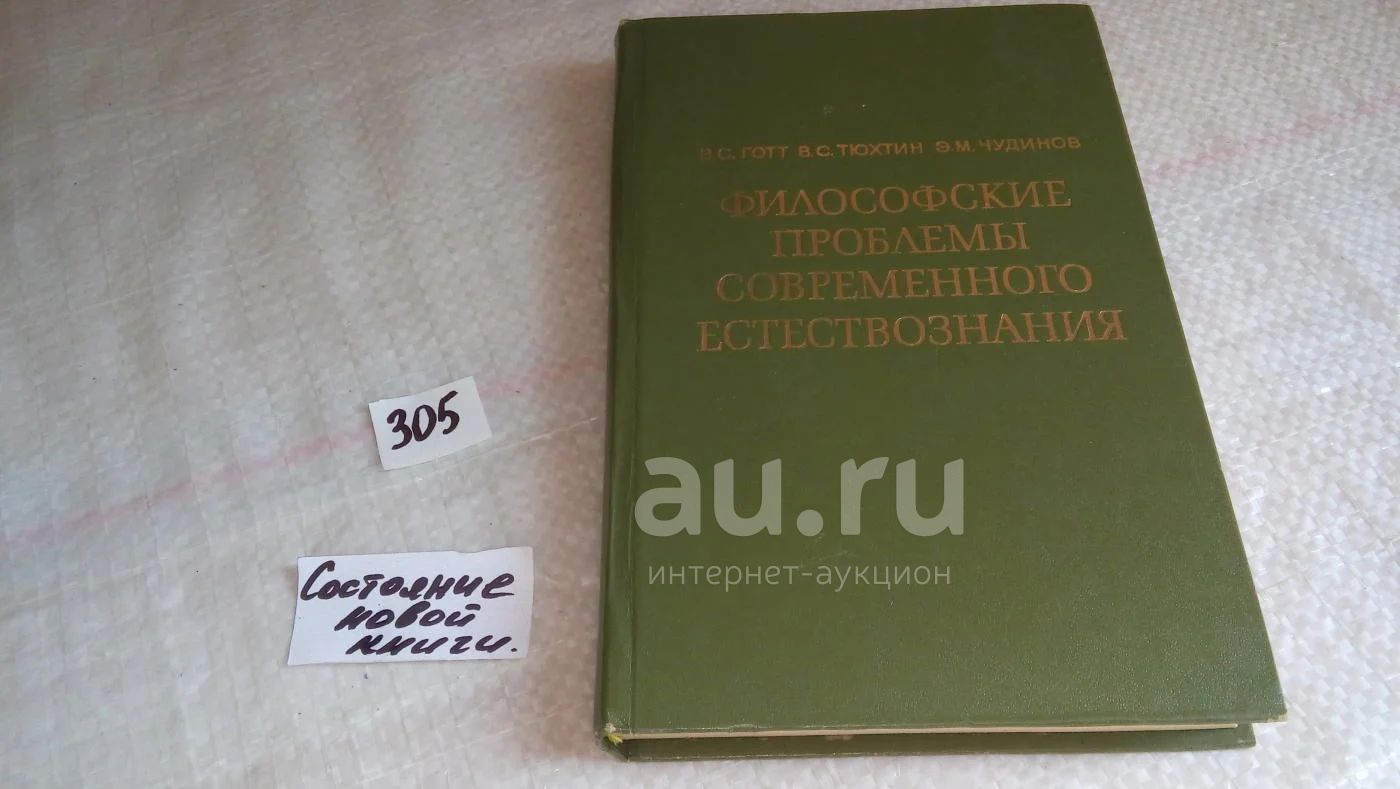 В.С. ГОТТ В.С. ТЮХТИН Э.М. ЧУДИНОВ
ФИЛОСОФСКИЕ
ПРОБЛЕМЫ
СОВРЕМЕННОГО
ЕСТЕСТВОЗНАНИЯ
305
au.ru
интернет-аукцион
Состояние
новой
книги.